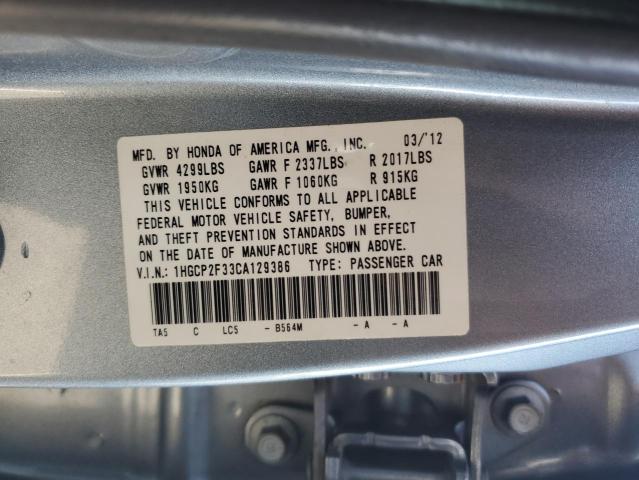 MFD. BY HONDA OF AMERICA MFG., INC. 03/'12
GVWR 4299LBS GAWR F 2337LBS R 2017LBS
GVWR 1950KG GAWR F 1060KG R 915KG
THIS VEHICLE CONFORMS TO ALL APPLICABLE
FEDERAL MOTOR VEHICLE SAFETY, BUMPER,
AND THEFT PREVENTION STANDARDS IN EFFECT
ON THE DATE OF MANUFACTURE SHOWN ABOVE.
V.I.N.: 1HGCP2F33CA129386 TYPE: PASSENGER CAR
TA5 C LC5 - B564M - A - A